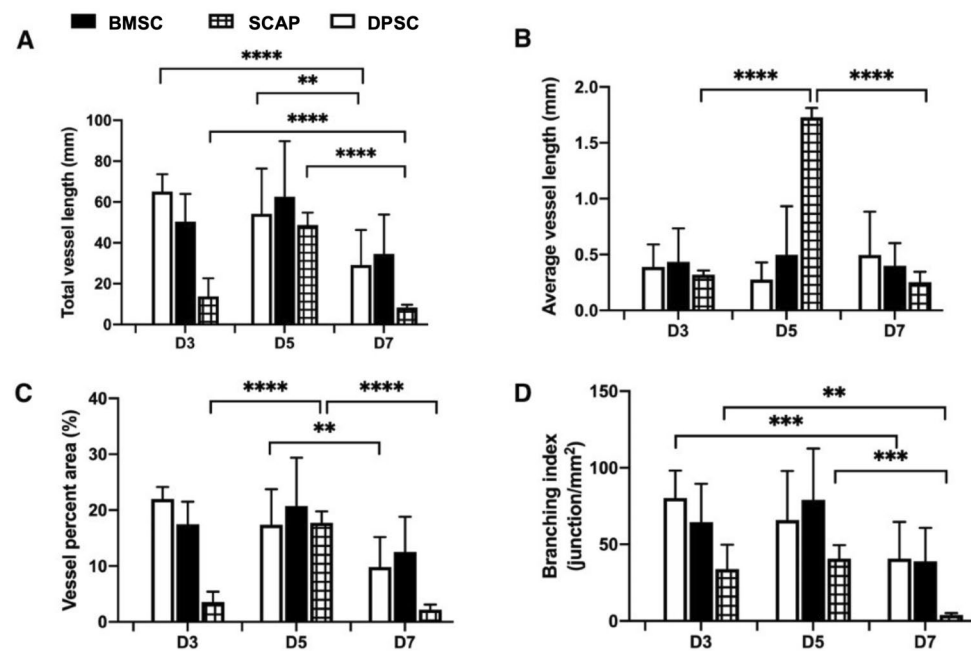 BMSC SCAP DPSC
A
****
**
****
****
Total vessel length (mm)
100
80
60
40
20
0
D3 D5 D7
B
**** ****
Average vessel length (mm)
2.0
1.5
1.0
0.5
0.0
D3 D5 D7
C
**** ****
**
Vessel percent area (%)
40
30
20
10
0
D3 D5 D7
D
**
***
***
Branching index
(junction/mm²)
150
100
50
0
D3 D5 D7